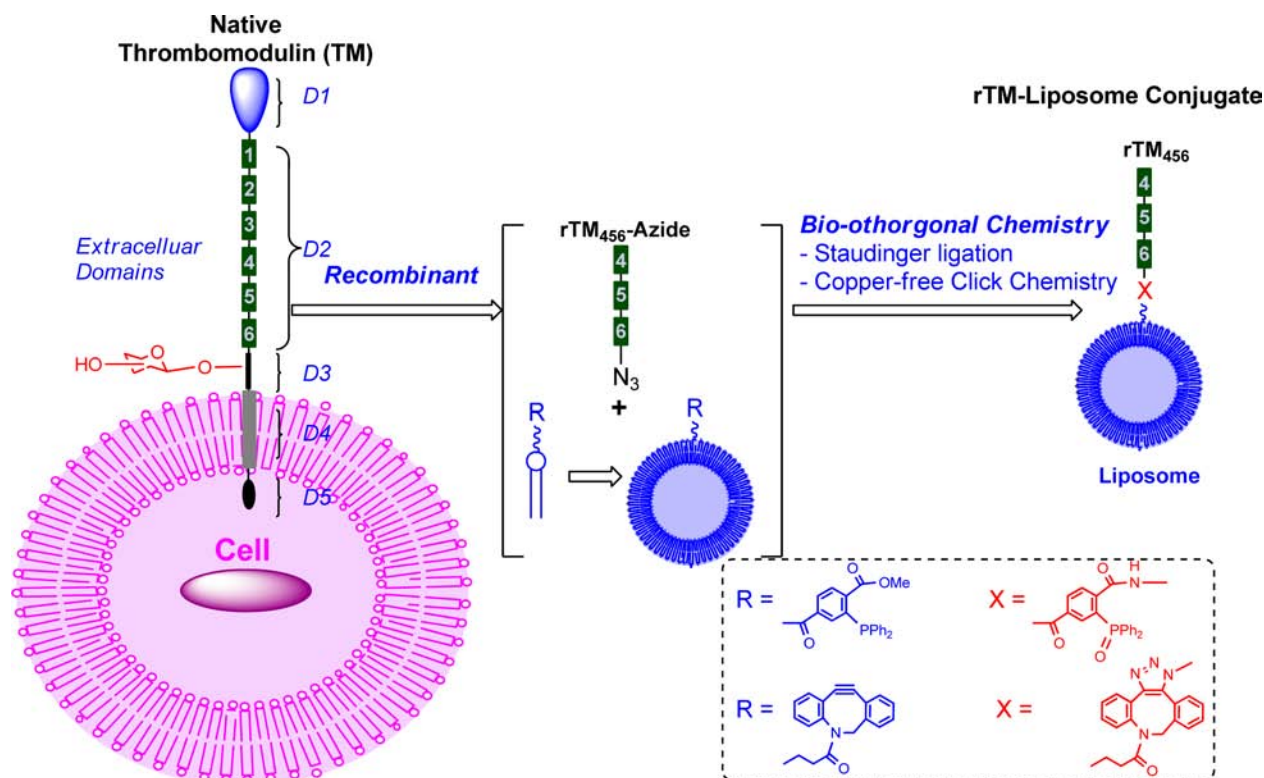 Native
Thrombomodulin (TM)
D1
1
2
3
4
5
6
D2
Extracelluar
Domains
HO
O
O
D3
D4
D5
Cell
Recombinant
rTM456-Azide
4
5
6
N3
+
R
R
Bio-othorgonal Chemistry
- Staudinger ligation
- Copper-free Click Chemistry
rTM-Liposome Conjugate
rTM456
4
5
6
X
Liposome
R =
O
OMe
PPh2
O
X =
O
H
N
PPh2
O
O
R =
N
O
X =
N
N
N
N
O